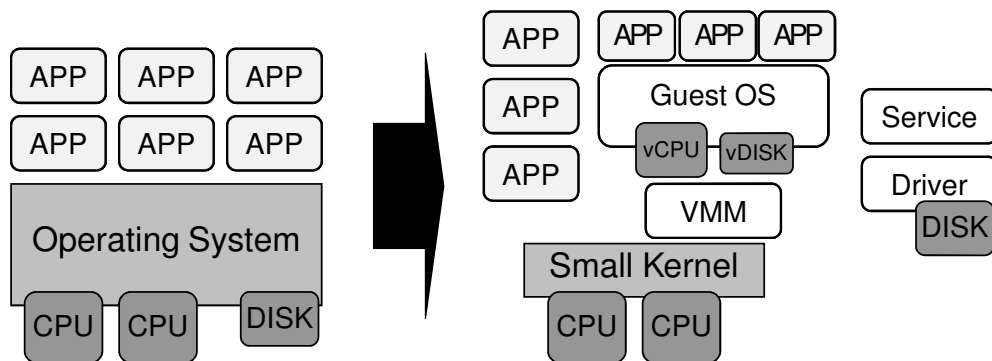 APP APP APP
APP APP APP
Operating System
CPU CPU DISK
APP
APP
APP
APP APP APP
Guest OS
vCPU vDISK
VMM
Small Kernel
CPU CPU
Service
Driver
DISK